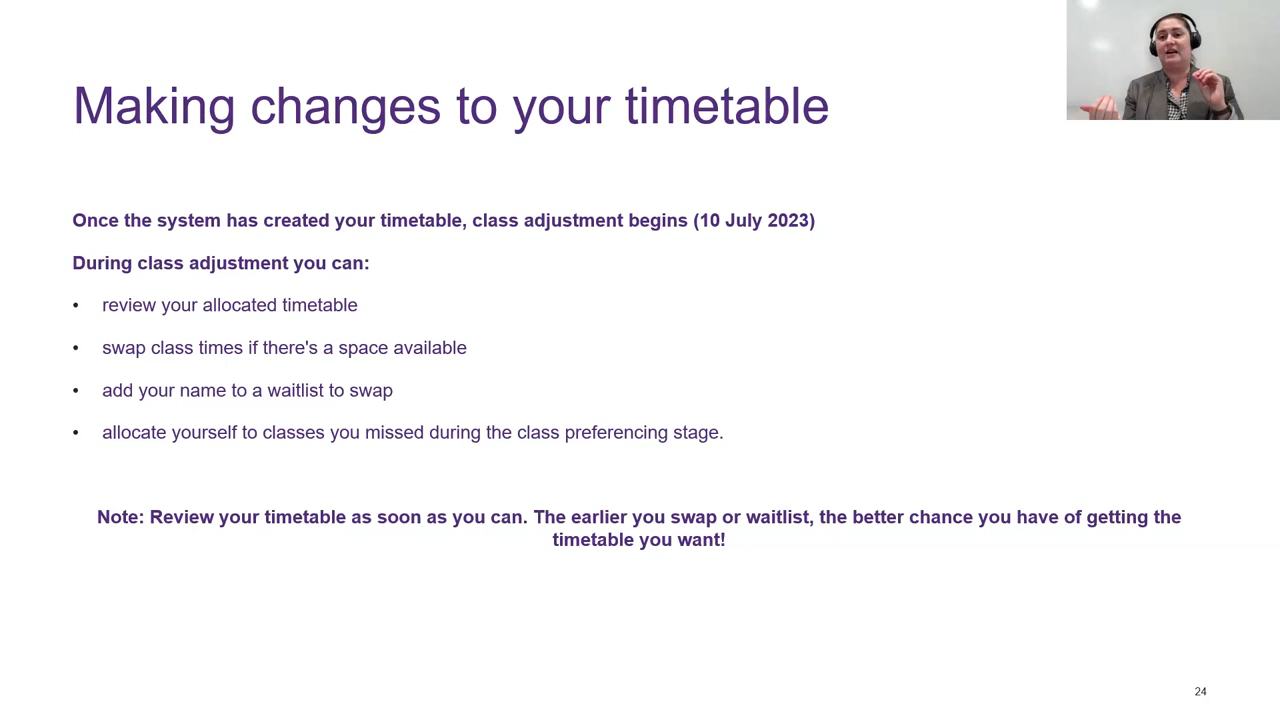 Making changes to your timetable
Once the system has created your timetable, class adjustment begins (10 July 2023)
During class adjustment you can:
• review your allocated timetable
• swap class times if there's a space available
• add your name to a waitlist to swap
• allocate yourself to classes you missed during the class preferencing stage.
Note: Review your timetable as soon as you can. The earlier you swap or waitlist, the better chance you have of getting the
timetable you want!
24